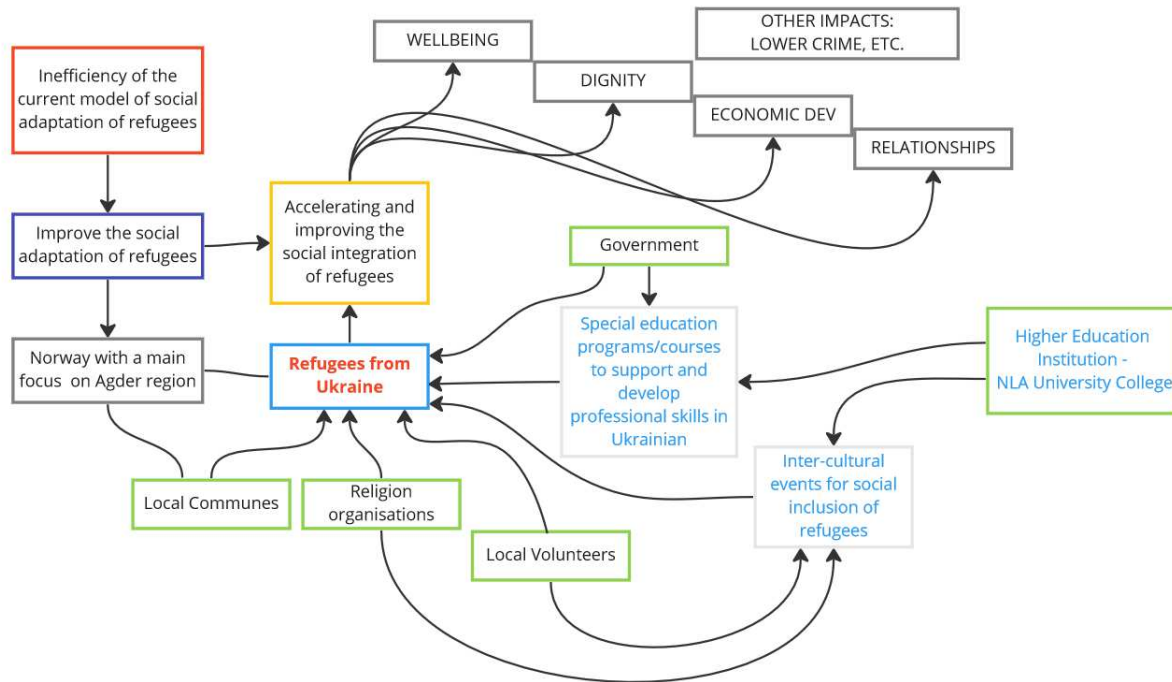 WELLBEING
OTHER IMPACTS:
LOWER CRIME, ETC.
Inefficiency of the
current model of social
adaptation of refugees
DIGNITY
ECONOMIC DEV
RELATIONSHIPS
Improve the social
adaptation of refugees
Accelerating and
improving the
social integration
of refugees
Government
Norway with a main
focus on Agder region
Refugees from
Ukraine
Special education
programs/courses
to support and
develop
professional skills in
Ukrainian
Higher Education
Institution -
NLA University College
Inter-cultural
events for social
inclusion of
refugees
Local Communes
Religion
organisations
Local Volunteers